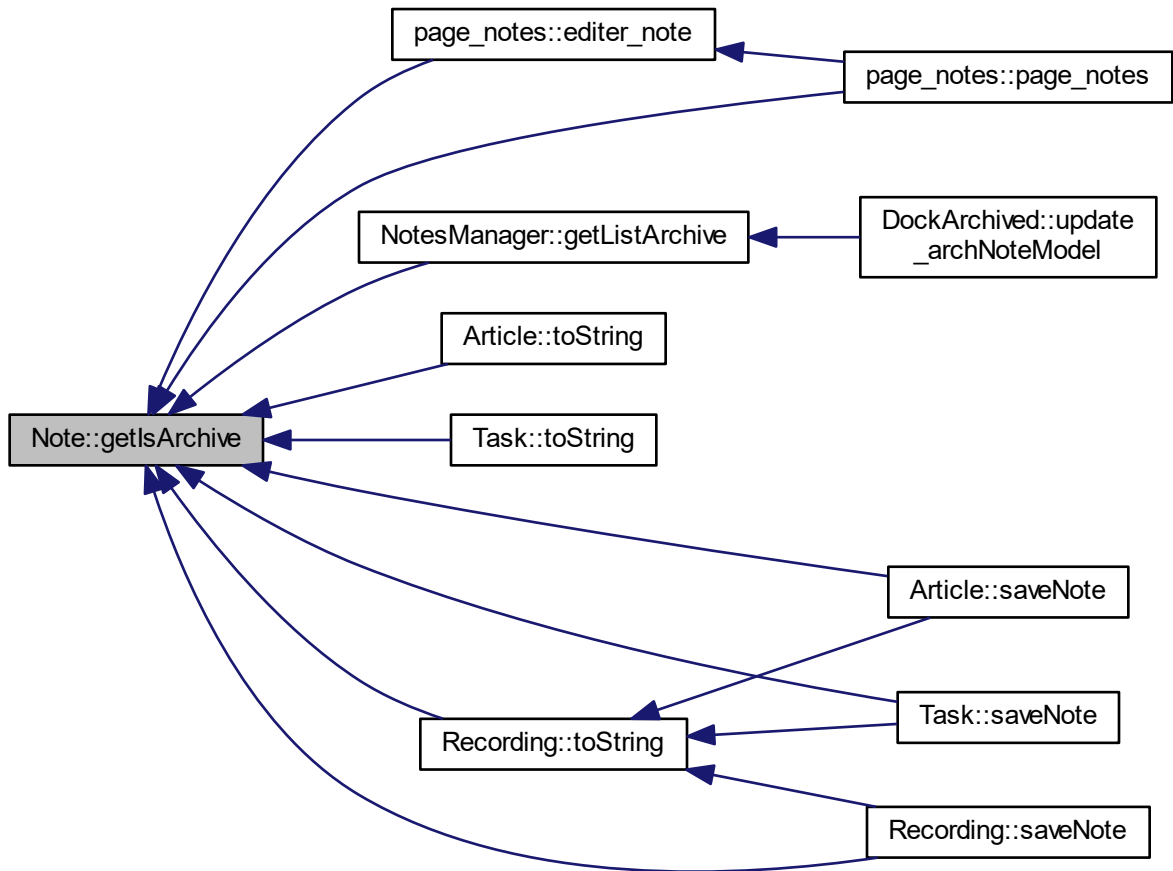 page_notes::editer_note
page_notes::page_notes
NotesManager::getListArchive
DockArchived::update
_archNoteModel
Article::toString
Note::getIsArchive
Task::toString
Article::saveNote
Task::saveNote
Recording::toString
Recording::saveNote